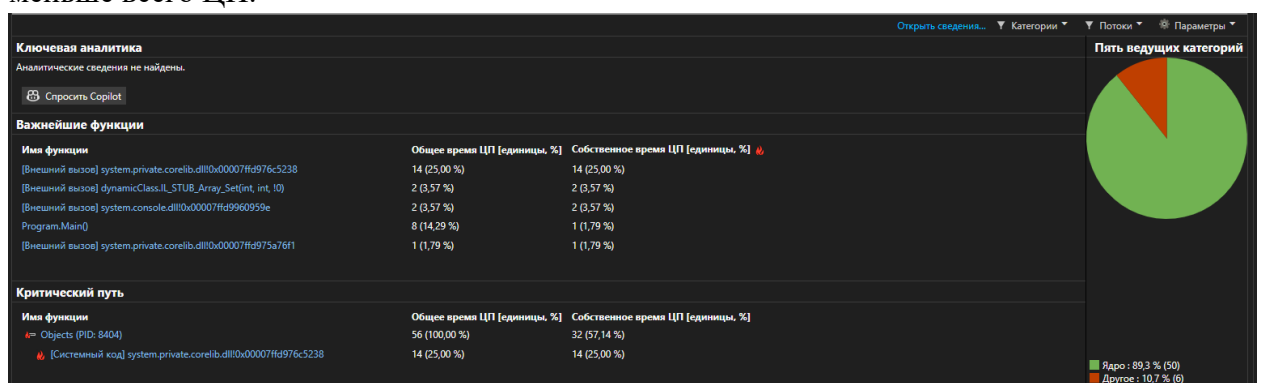 меньше всего ЦП.
Открыть сведения... Категории Потоки Параметры
Ключевая аналитика
Пять ведущих категорий
Аналитические сведения не найдены.
Спросить Copilot
Важнейшие функции
Имя функции Общее время ЦП [единицы, %] Собственное время ЦП [единицы, %]
[Внешний вызов] system.private.corelib.dll!0x00007ffd976c5238 14 (25,00 %) 14 (25,00 %)
[Внешний вызов] dynamicClass.IL_STUB_Array_Set(int, int, !0) 2 (3,57 %) 2 (3,57 %)
[Внешний вызов] system.console.dll!0x00007ffd9960959e 2 (3,57 %) 2 (3,57 %)
Program.Main() 8 (14,29 %) 1 (1,79 %)
[Внешний вызов] system.private.corelib.dll!0x00007ffd975a76f1 1 (1,79 %) 1 (1,79 %)
Критический путь
Имя функции Общее время ЦП [единицы, %] Собственное время ЦП [единицы, %]
Objects (PID: 8404) 56 (100,00 %) 32 (57,14 %)
[Системный код] system.private.corelib.dll!0x00007ffd976c5238 14 (25,00 %) 14 (25,00 %)
Ядро : 89,3 % (50)
Другое : 10,7 % (6)